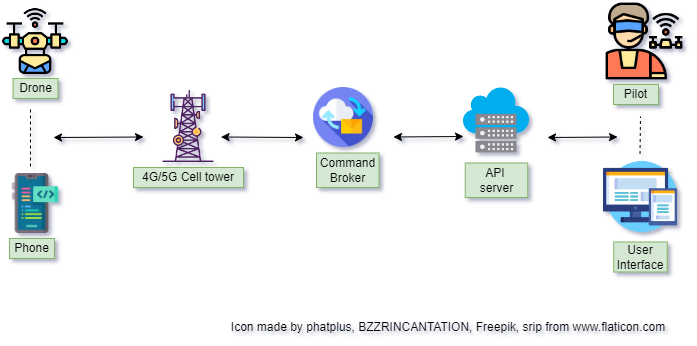 Drone
Pilot
Command
Broker
API
server
4G/5G Cell tower
</>
Phone
User
Interface
Icon made by phatplus, BZZRINCANTATION, Freepik, srip from www.flaticon.com